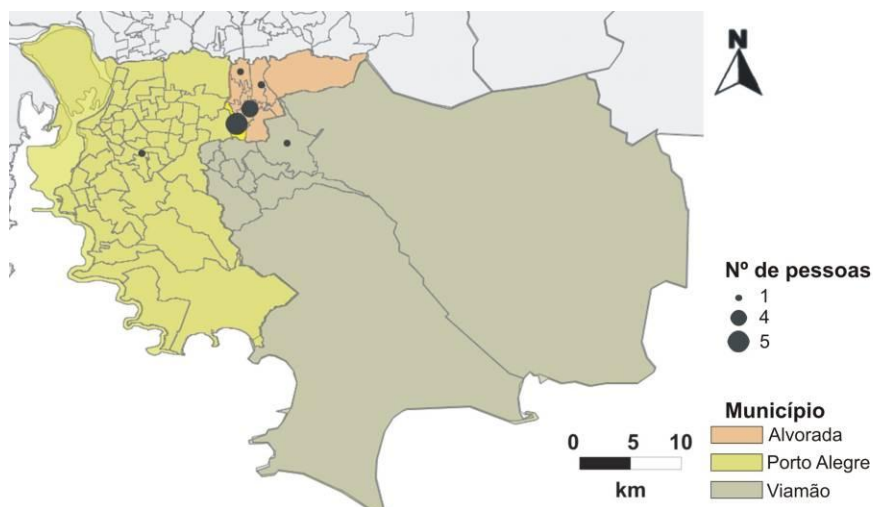 N
Nº de pessoas
1
4
5
Município
Alvorada
Porto Alegre
Viamão
0 5 10
km